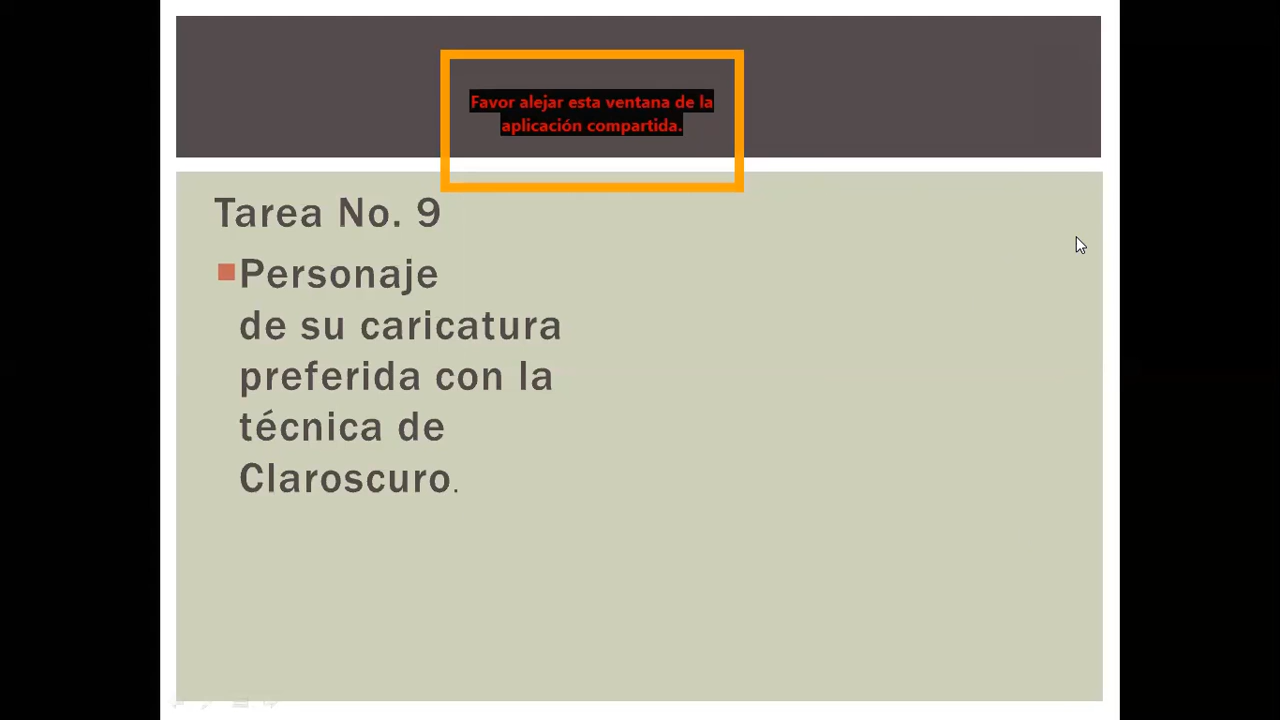 Favor alejar esta ventana de la
aplicación compartida.
Tarea No. 9
Personaje
de su caricatura
preferida con la
técnica de
Claroscuro.